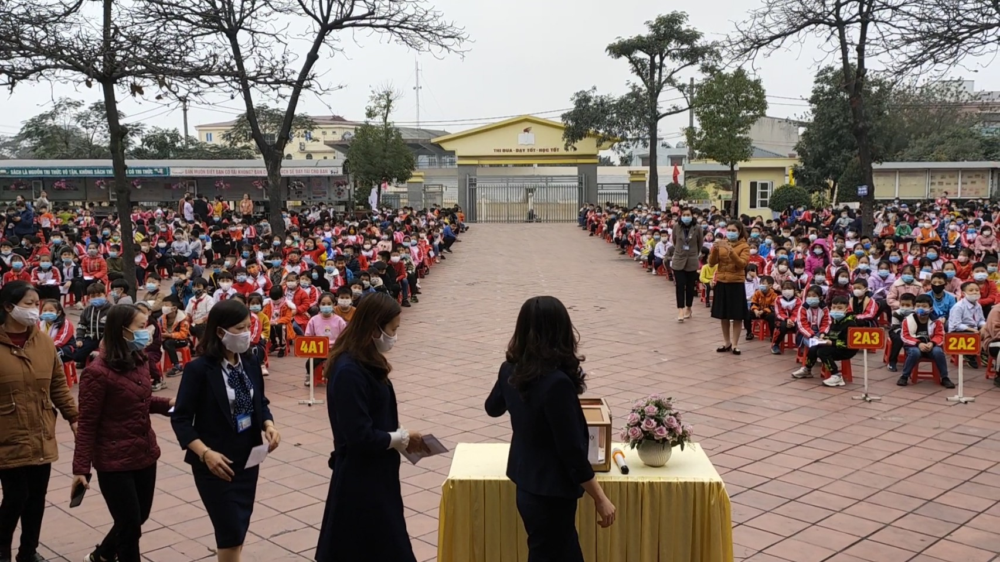 THI ĐUA - DẠY TỐT - HỌC TỐT
SÁCH LÀ NGUỒN TRI THỨC VÔ TẬN, KHÔNG SÁCH THÌ CÓ TRI THỨC
BẠN MUỐN BIẾT BẠN CÓ TÀI KHÔNG? BẠN SÁCH SẼ DẠY TÀI CHO BẠN
4A1
2A3
2A2